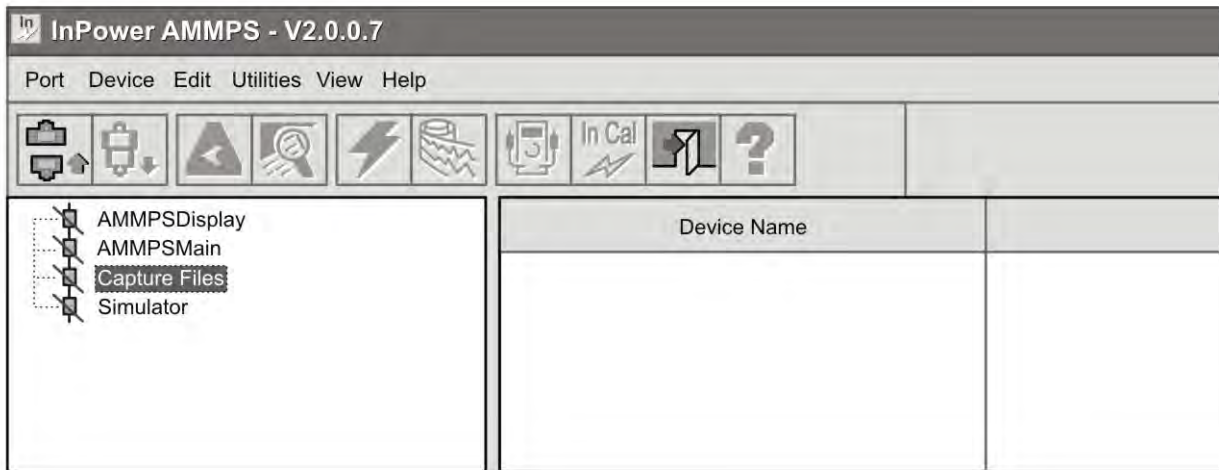 In
InPower AMMPS - V2.0.0.7
Port Device Edit Utilities View Help
In Cal
?
AMMPSDisplay
AMMPSMain
Capture Files
Simulator
Device Name